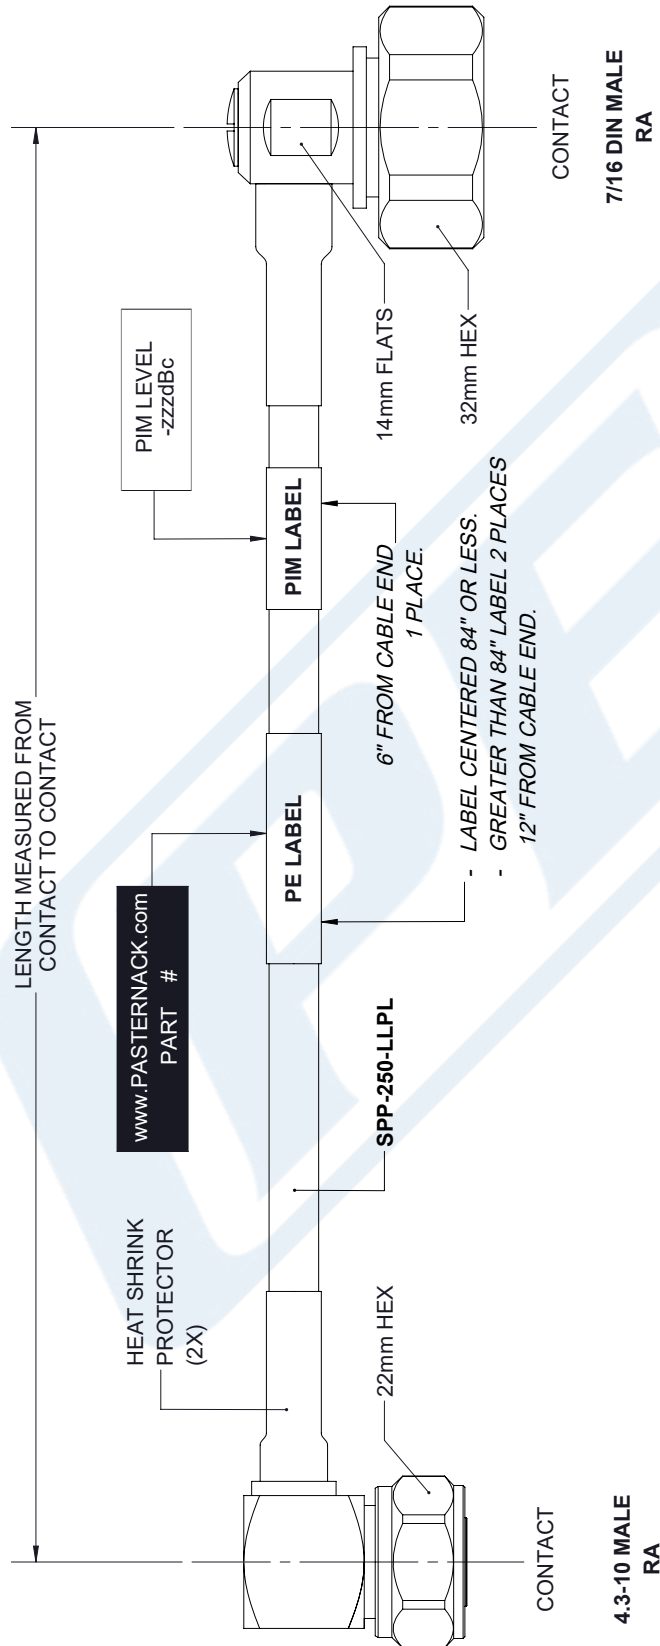 LENGTH MEASURED FROM
CONTACT TO CONTACT
HEAT SHRINK
PROTECTOR
(2X)
www.PASTERNACK.com
PART #
PIM LEVEL
-zzzdBc
PE LABEL
PIM LABEL
22mm HEX
SPP-250-LLPL
6" FROM CABLE END
1 PLACE.
14mm FLATS
32mm HEX
- LABEL CENTERED 84" OR LESS.
- GREATER THAN 84" LABEL 2 PLACES
12" FROM CABLE END.
CONTACT
4.3-10 MALE
RA
CONTACT
7/16 DIN MALE
RA